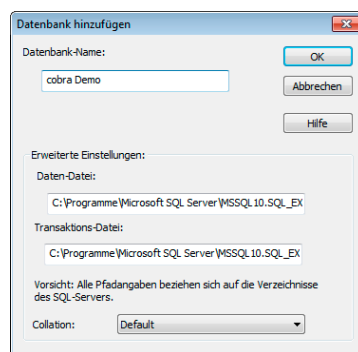 Datenbank hinzufügen
Datenbank-Name:
cobra Demo
OK
Abbrechen
Hilfe
Erweiterte Einstellungen:
Daten-Datei:
C:\Programme\Microsoft SQL Server\MSSQL10.SQL_EX
Transaktions-Datei:
C:\Programme\Microsoft SQL Server\MSSQL10.SQL_EX
Vorsicht: Alle Pfadangaben beziehen sich auf die Verzeichnisse
des SQL-Servers.
Collation:
Default